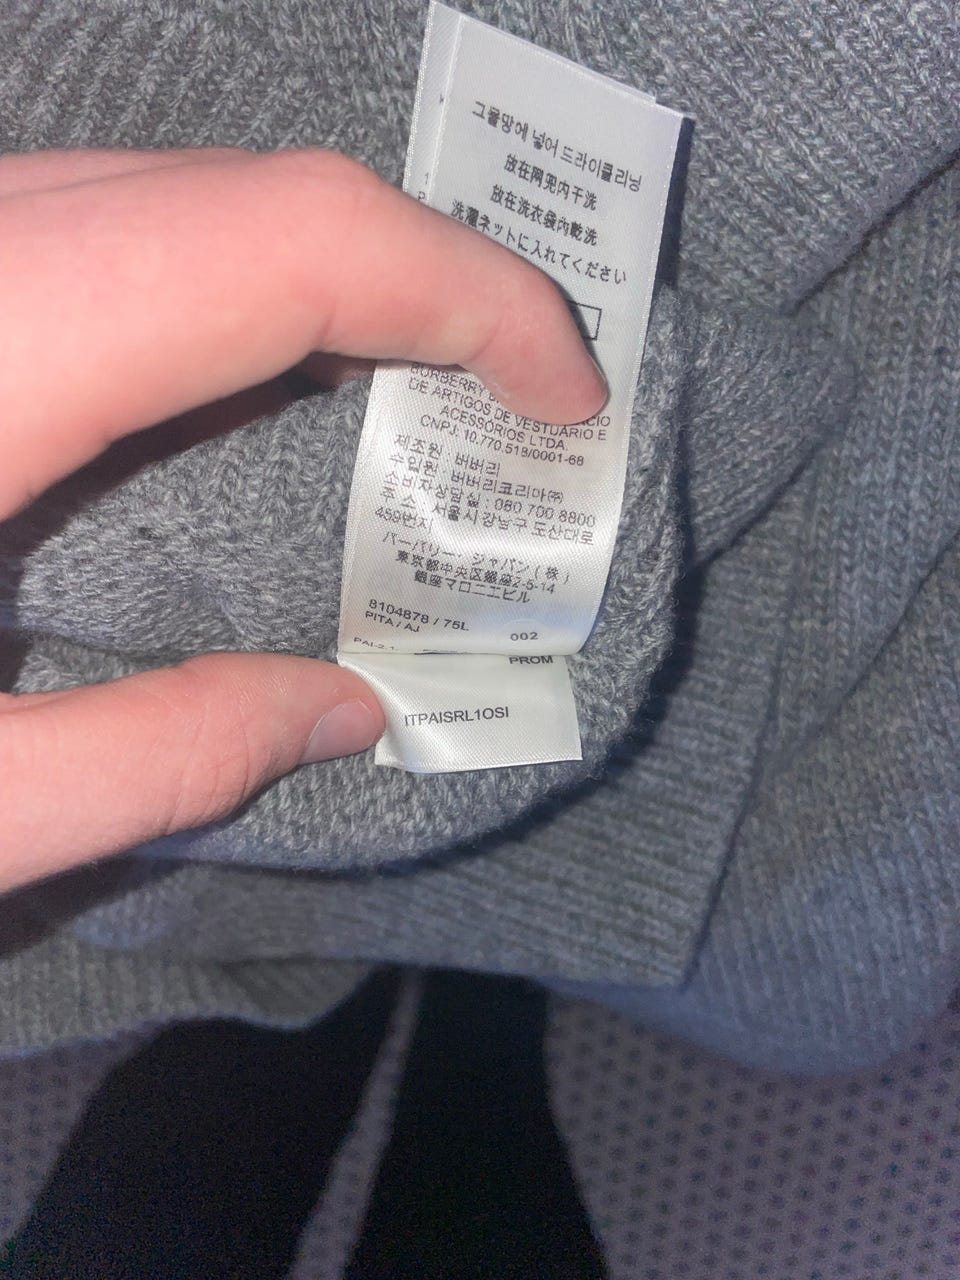 그물망에 넣어 드라이클리닝
放在网兜内干洗
放在洗衣袋內乾洗
洗濯ネットに入れてください
BURBERRY
DE ARTIGOS DE VESTUÁRIO E
ACESSÓRIOS LTDA.
CNPJ: 10.770.518/0001-68
제조원: 버버리
수입원: 버버리코리아㈜
소비자상담실 : 080 700 8800
주 소: 서울시 강남구 도산대로
459번지
バーバリー・ジャパン(株)
東京都中央区銀座2-5-14
銀座マロニエビル
8104878 / 75L
PITA / AJ
002
PAI-2.1.
PROM
ITPAISRL1OSI